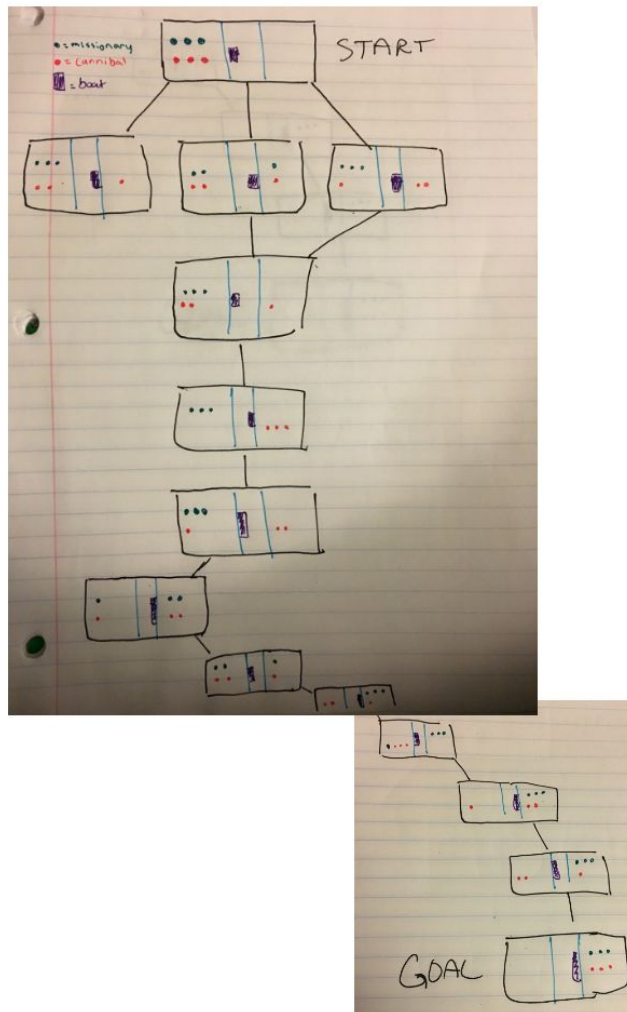 START
• = missionary
• = cannibal
= boat
GOAL